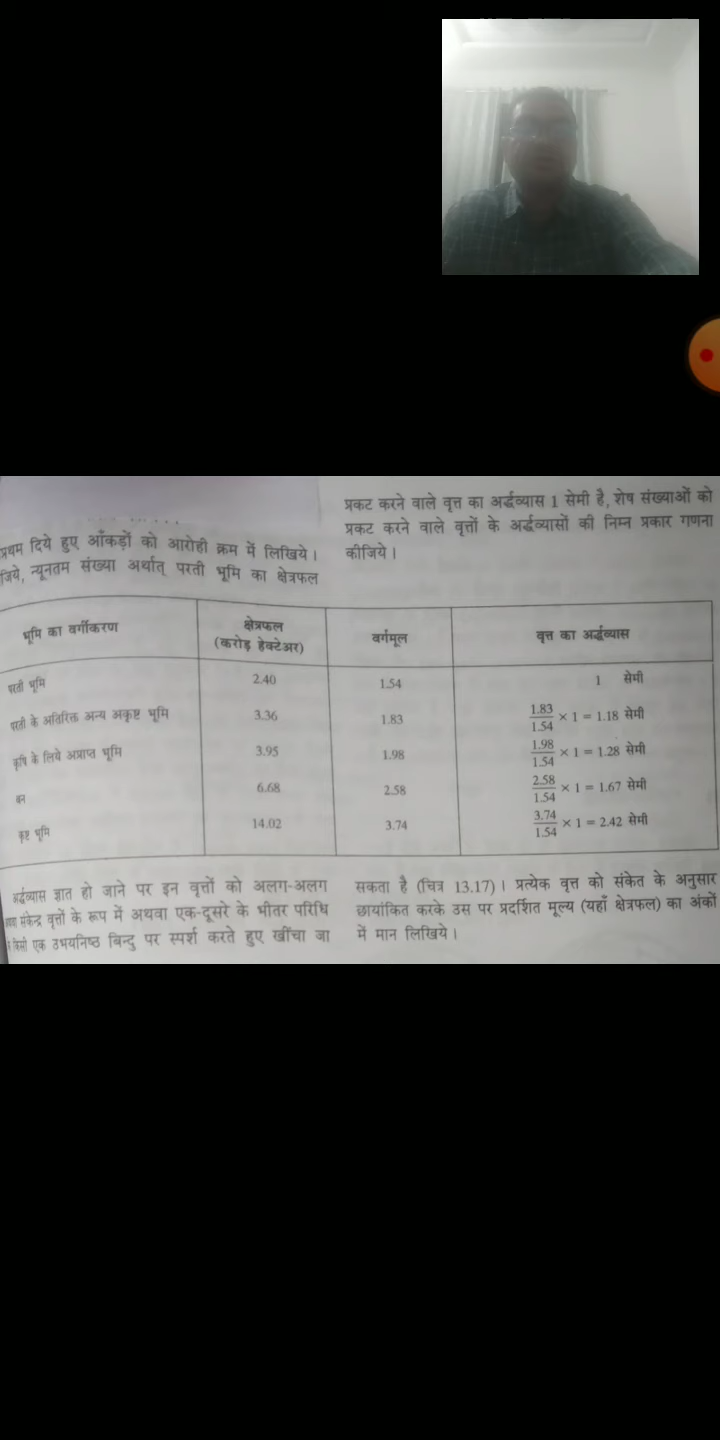 प्रथम दिये हुए आँकड़ों को आरोही क्रम में लिखिये।
न्यूनतम संख्या अर्थात् परती भूमि का क्षेत्रफल
प्रकट करने वाले वृत्त का अर्द्धव्यास 1 सेमी है, शेष संख्याओं को
प्रकट करने वाले वृत्तों के अर्द्धव्यासों की निम्न प्रकार गणना
कीजिये।
भूमि का वर्गीकरण क्षेत्रफल (करोड़ हेक्टेअर) वर्गमूल वृत्त का अर्द्धव्यास
परती भूमि 2.40 1.54 1 सेमी
परती के अतिरिक्त अन्य अकृष्ट भूमि 3.36 1.83 1.83/1.54 × 1 = 1.18 सेमी
कृषि के लिये अप्राप्त भूमि 3.95 1.98 1.98/1.54 × 1 = 1.28 सेमी
वन 6.68 2.58 2.58/1.54 × 1 = 1.67 सेमी
कृष्ट भूमि 14.02 3.74 3.74/1.54 × 1 = 2.42 सेमी
अर्द्धव्यास ज्ञात हो जाने पर इन वृत्तों को अलग-अलग
संकेन्द्र वृत्तों के रूप में अथवा एक-दूसरे के भीतर परिधि
किसी एक उभयनिष्ठ बिन्दु पर स्पर्श करते हुए खींचा जा
सकता है (चित्र 13.17)। प्रत्येक वृत्त को संकेत के अनुसार
छायांकित करके उस पर प्रदर्शित मूल्य (यहाँ क्षेत्रफल) का अंकों
में मान लिखिये।